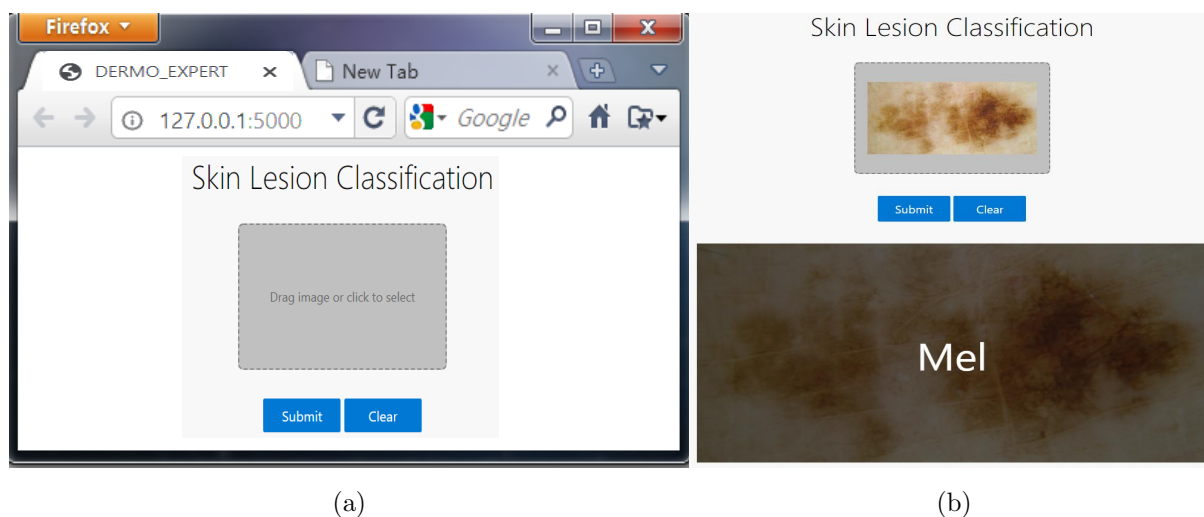 Firefox
DERMO_EXPERT
New Tab
127.0.0.1:5000
Google
Skin Lesion Classification
Drag image or click to select
Submit Clear
(a)
Skin Lesion Classification
Submit Clear
Mel
(b)